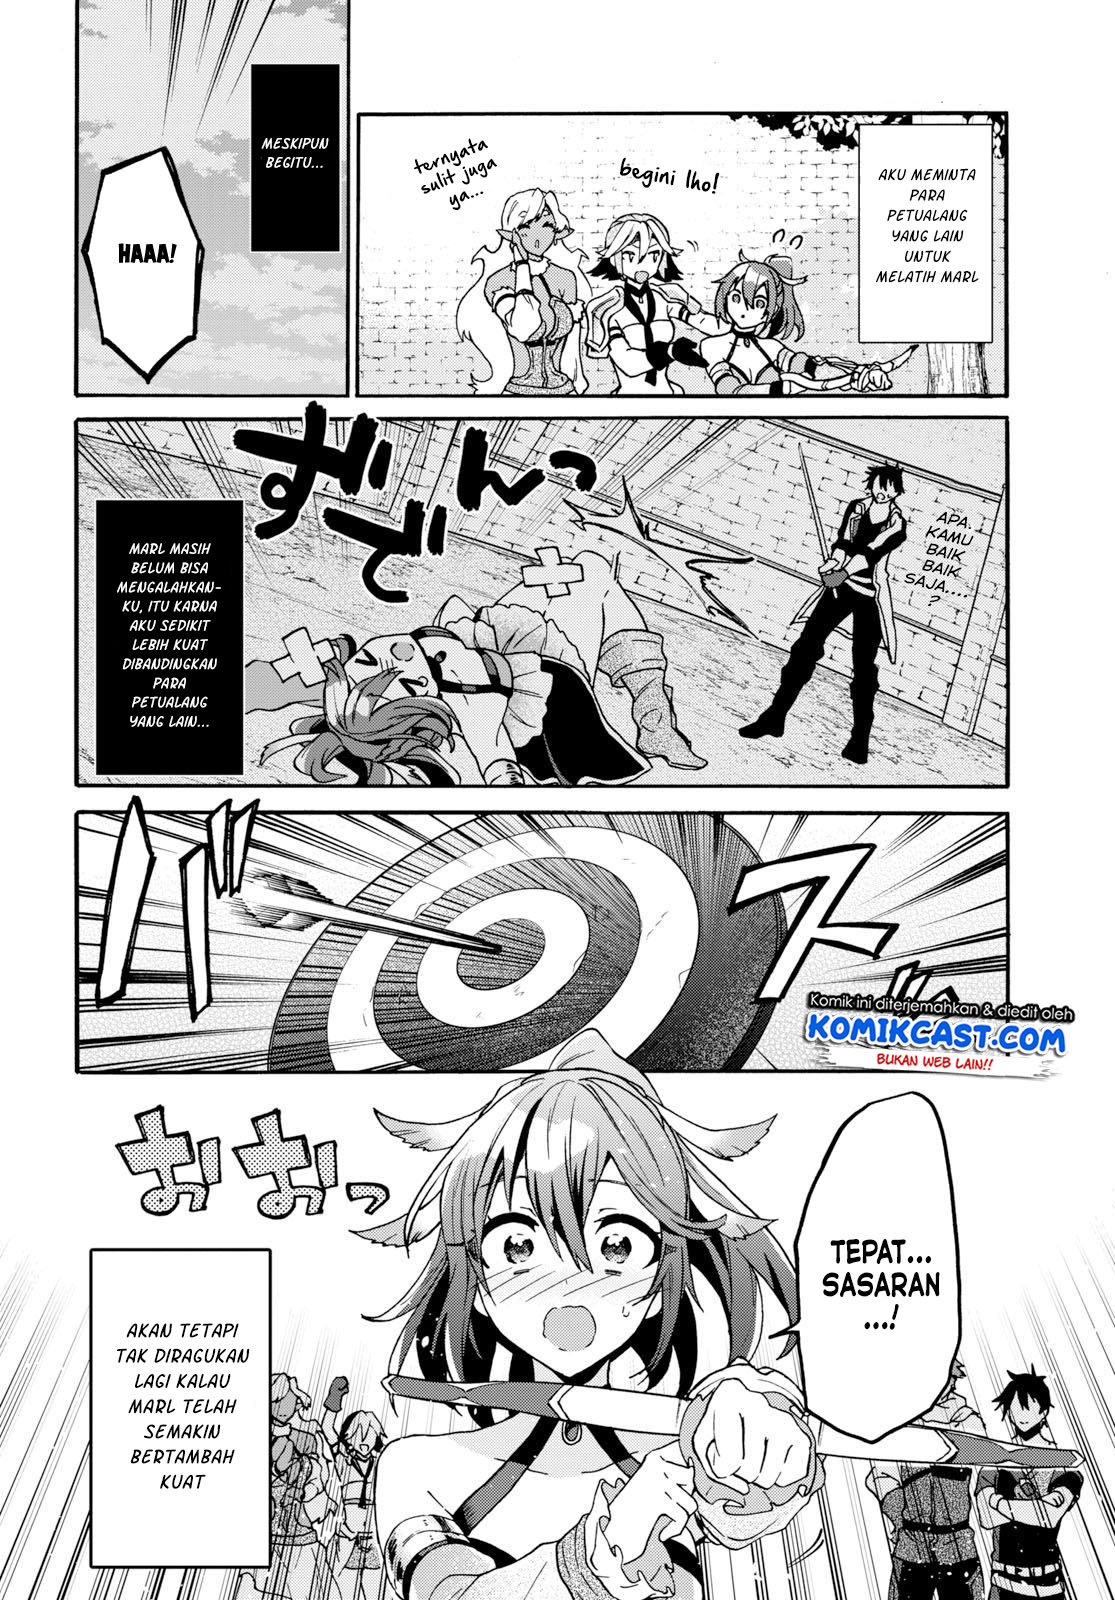 AKU MEMINTA
PARA
PETUALANG
YANG LAIN
UNTUK
MELATIH MARL
begini lho!
ternyata
sulit juga
ya...
MESKIPUN
BEGITU...
HAAA!
APA.
KAMU
BAIK
BAIK
SAJA....
?
ずでんっ
MARL MASIH
BELUM BISA
MENGALAHKAN-
KU, ITU KARNA
AKU SEDIKIT
LEBIH KUAT
DIBANDINGKAN
PARA
PETUALANG
YANG LAIN...
Komik ini diterjemahkan & diedit oleh
KOMIKCAST.COM
BUKAN WEB LAIN!!
おおっ
TEPAT...
SASARAN
...!
AKAN TETAPI
TAK DIRAGUKAN
LAGI KALAU
MARL TELAH
SEMAKIN
BERTAMBAH
KUAT